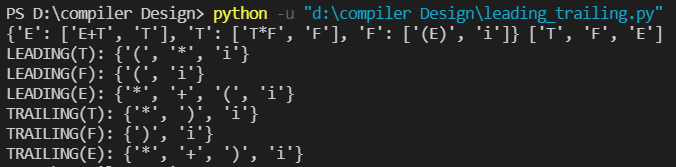 PS D:\compiler Design> python -u "d:\compiler Design\leading_trailing.py"
{'E': ['E+T', 'T'], 'T': ['T*F', 'F'], 'F': ['(E)', 'i']} ['T', 'F', 'E']
LEADING(T): {'(', '*', 'i'}
LEADING(F): {'(', 'i'}
LEADING(E): {'*', '+', '(', 'i'}
TRAILING(T): {'*', ')', 'i'}
TRAILING(F): {')', 'i'}
TRAILING(E): {'*', '+', ')', 'i'}